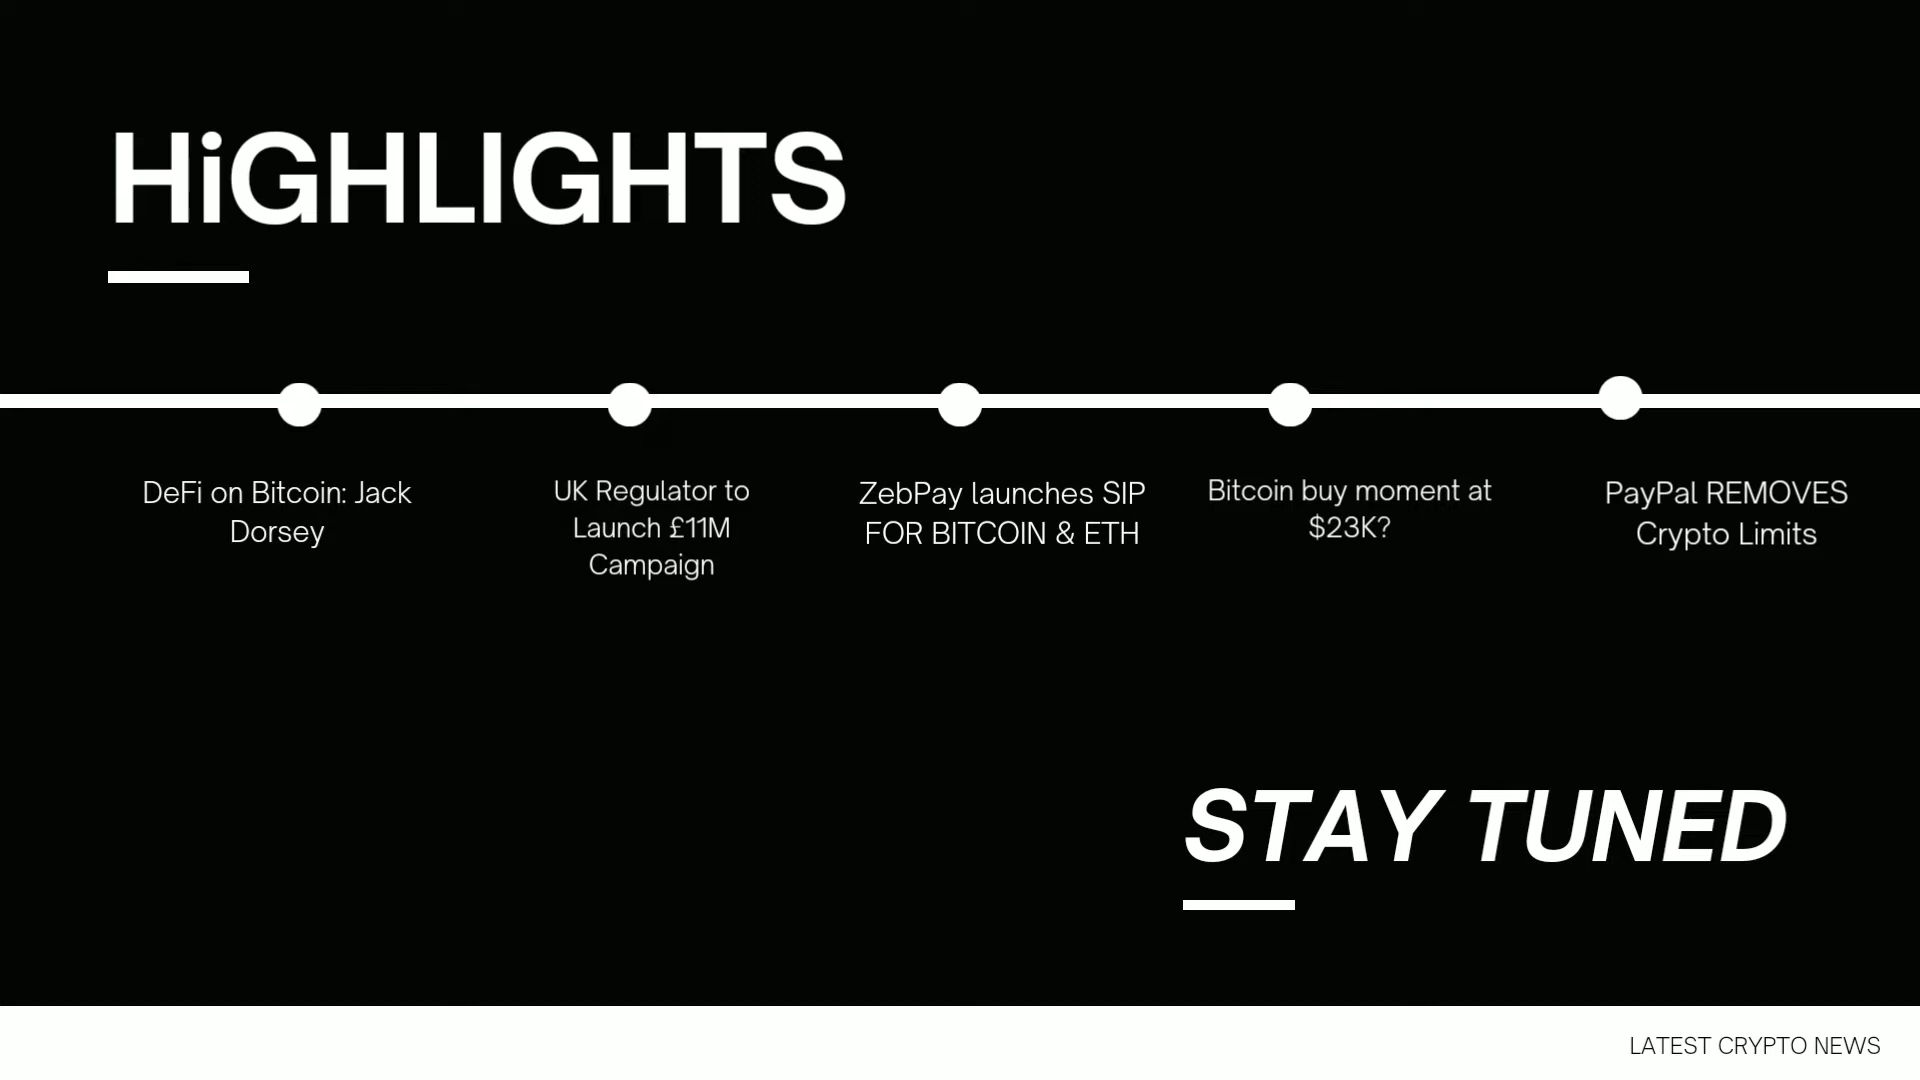 HiGHLIGHTS
DeFi on Bitcoin: Jack
Dorsey
UK Regulator to
Launch £11M
Campaign
ZebPay launches SIP
FOR BITCOIN & ETH
Bitcoin buy moment at
$23K?
PayPal REMOVES
Crypto Limits
STAY TUNED
LATEST CRYPTO NEWS